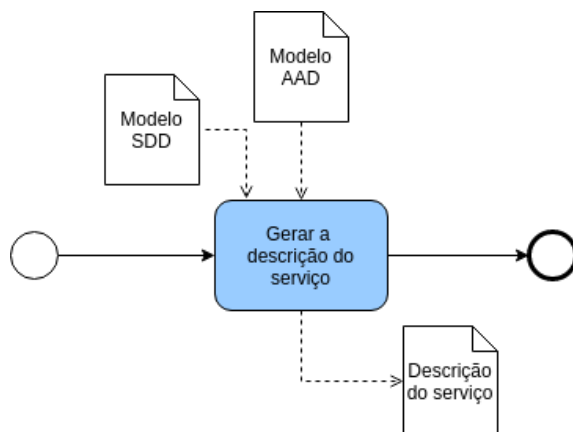 Modelo
AAD
Modelo
SDD
Gerar a
descrição do
serviço
Descrição
do serviço